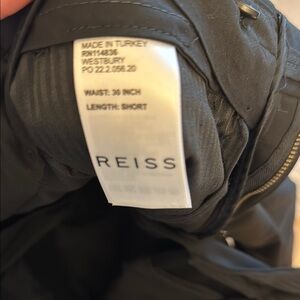 MADE IN TURKEY
RN114836
WESTBURY
PO 22.2.056.20
WAIST: 30 INCH
LENGTH: SHORT
REISS